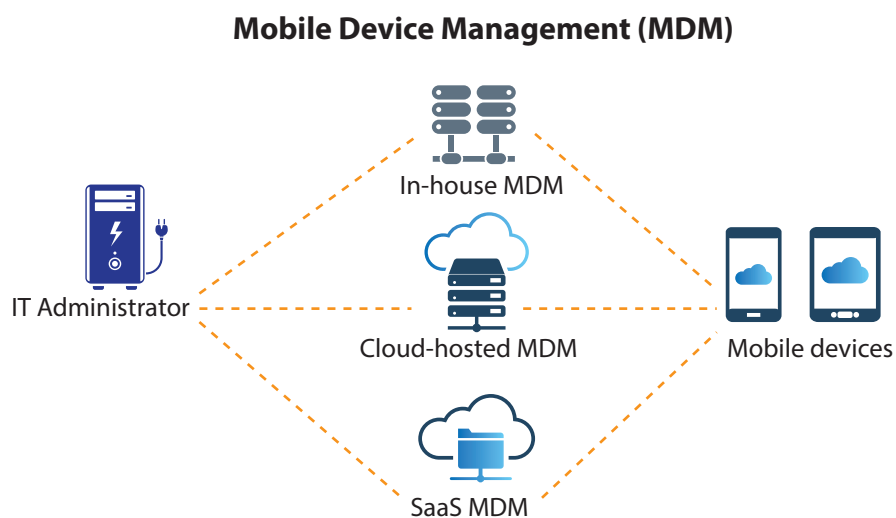 Mobile Device Management (MDM)
In-house MDM
IT Administrator
Cloud-hosted MDM
Mobile devices
SaaS MDM